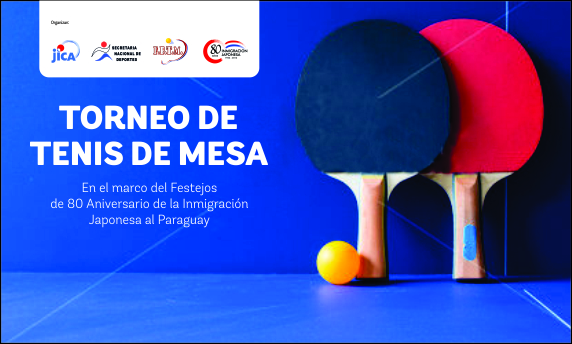 Organizan:
JICA
SECRETARIA
NACIONAL DE
DEPORTES
80
INMIGRACIÓN
JAPONESA
TORNEO DE
TENIS DE MESA
En el marco del Festejos
de 80 Aniversario de la Inmigración
Japonesa al Paraguay